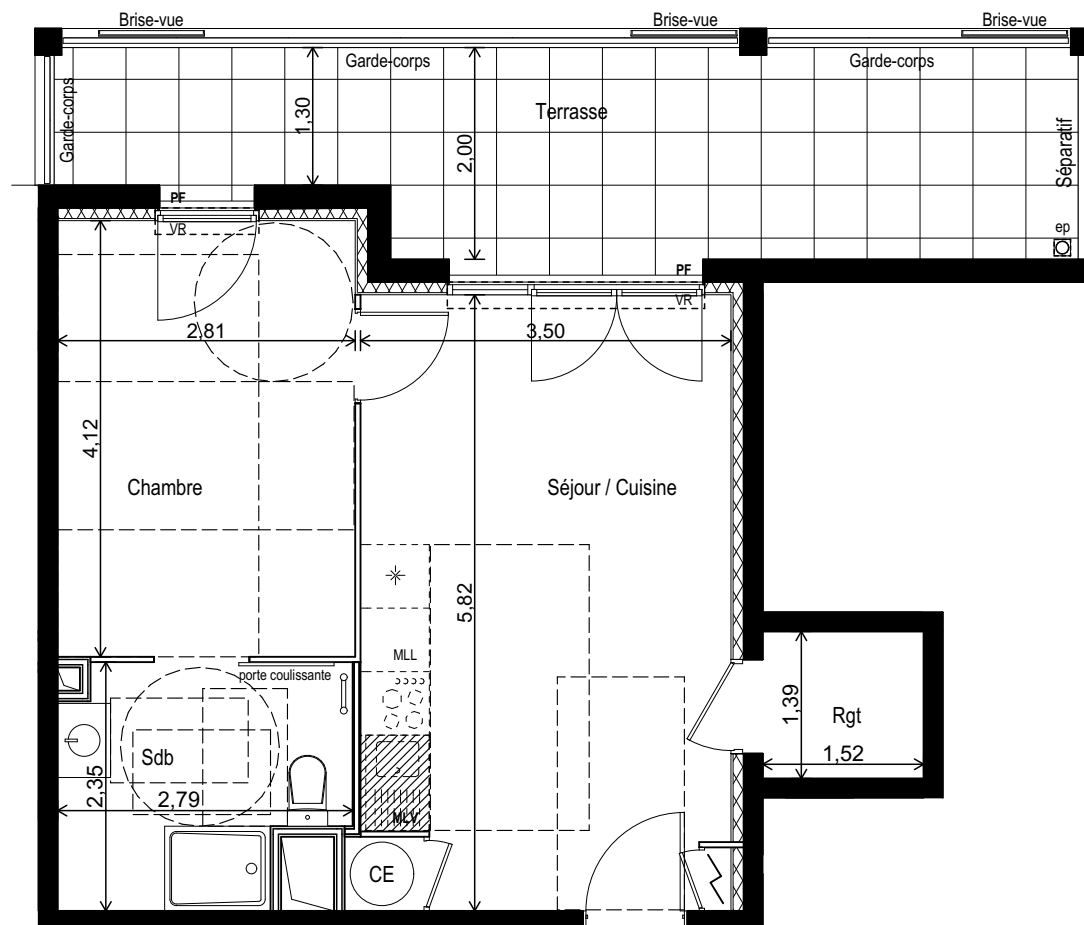 Brise-vue
Brise-vue
Brise-vue
Garde-corps
Garde-corps
Garde-corps
1,30
2,00
Terrasse
Séparatif
ep
PF
VR
PF
VR
2,81
3,50
4,12
Chambre
Séjour / Cuisine
5,82
MLL
porte coulissante
1,39
Rgt
1,52
Sdb
2,35
2,79
MLV
CE